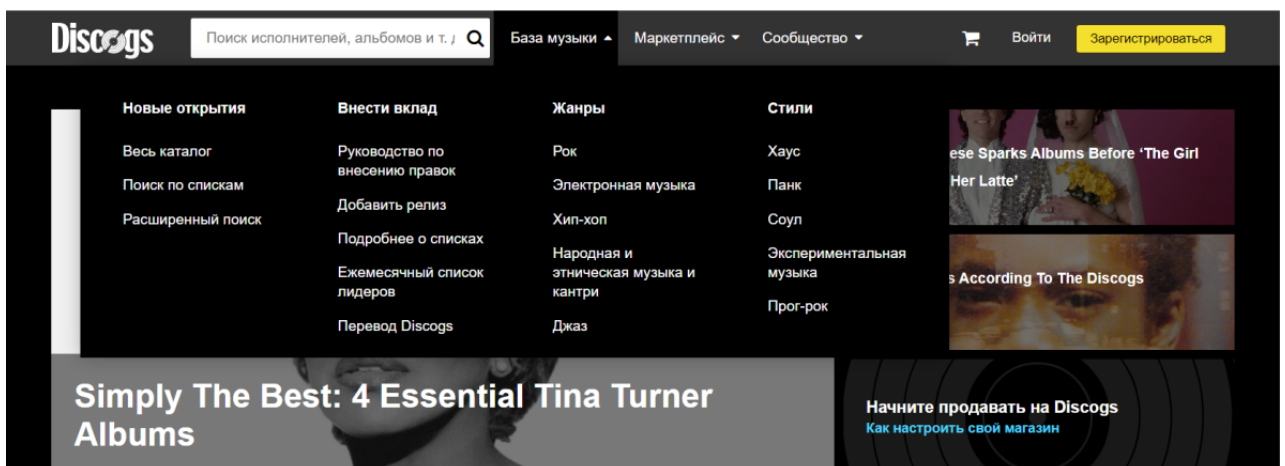 Discogs
Поиск исполнителей, альбомов и т. д
База музыки
Маркетплейс
Сообщество
Войти
Зарегистрироваться
Новые открытия
Весь каталог
Поиск по спискам
Расширенный поиск
Внести вклад
Руководство по
внесению правок
Добавить релиз
Подробнее о списках
Ежемесячный список
лидеров
Перевод Discogs
Жанры
Рок
Электронная музыка
Хип-хоп
Народная и
этническая музыка и
кантри
Джаз
Стили
Хаус
Панк
Соул
Экспериментальная
музыка
Прог-рок
ese Sparks Albums Before ‘The Girl
Her Latte’
s According To The Discogs
Simply The Best: 4 Essential Tina Turner
Albums
Начните продавать на Discogs
Как настроить свой магазин